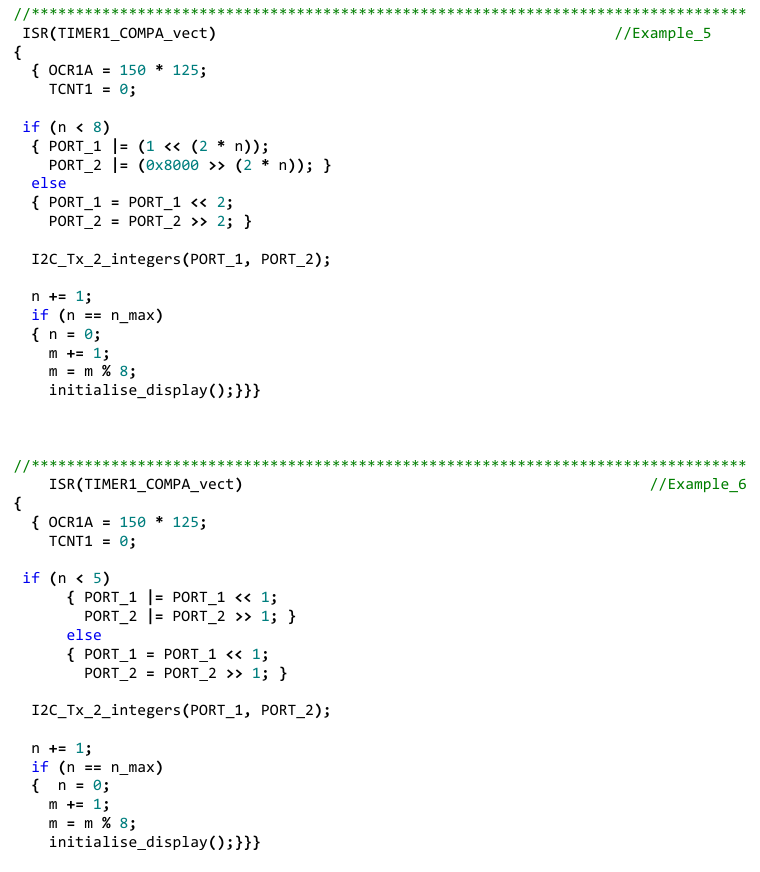 //*********************************************************************************
ISR(TIMER1_COMPA_vect) //Example_5
{
{ OCR1A = 150 * 125;
TCNT1 = 0;
if (n < 8)
{ PORT_1 |= (1 << (2 * n));
PORT_2 |= (0x8000 >> (2 * n)); }
else
{ PORT_1 = PORT_1 << 2;
PORT_2 = PORT_2 >> 2; }
I2C_Tx_2_integers(PORT_1, PORT_2);
n += 1;
if (n == n_max)
{ n = 0;
m += 1;
m = m % 8;
initialise_display();}}}
//*********************************************************************************
ISR(TIMER1_COMPA_vect) //Example_6
{
{ OCR1A = 150 * 125;
TCNT1 = 0;
if (n < 5)
{ PORT_1 |= PORT_1 << 1;
PORT_2 |= PORT_2 >> 1; }
else
{ PORT_1 = PORT_1 << 1;
PORT_2 = PORT_2 >> 1; }
I2C_Tx_2_integers(PORT_1, PORT_2);
n += 1;
if (n == n_max)
{ n = 0;
m += 1;
m = m % 8;
initialise_display();}}}